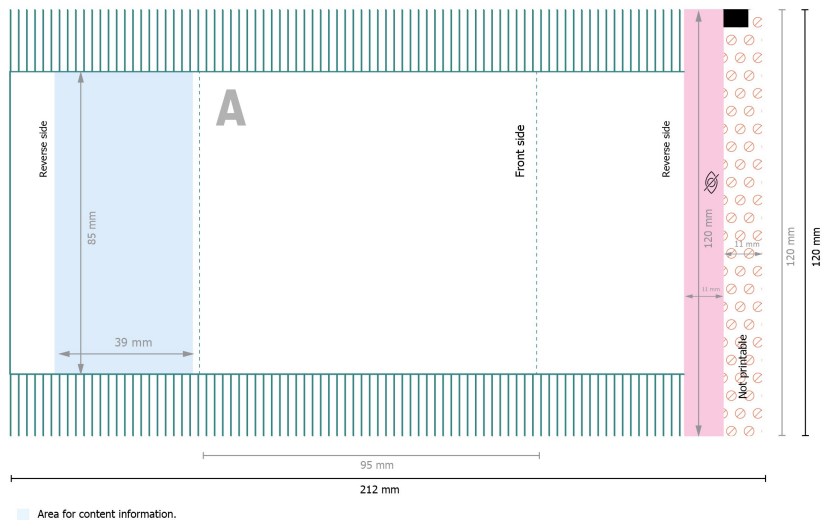 A
Reverse side
Front side
Reverse side
85 mm
120 mm
11 mm
120 mm
120 mm
11 mm
39 mm
Not printable
95 mm
212 mm
Area for content information.